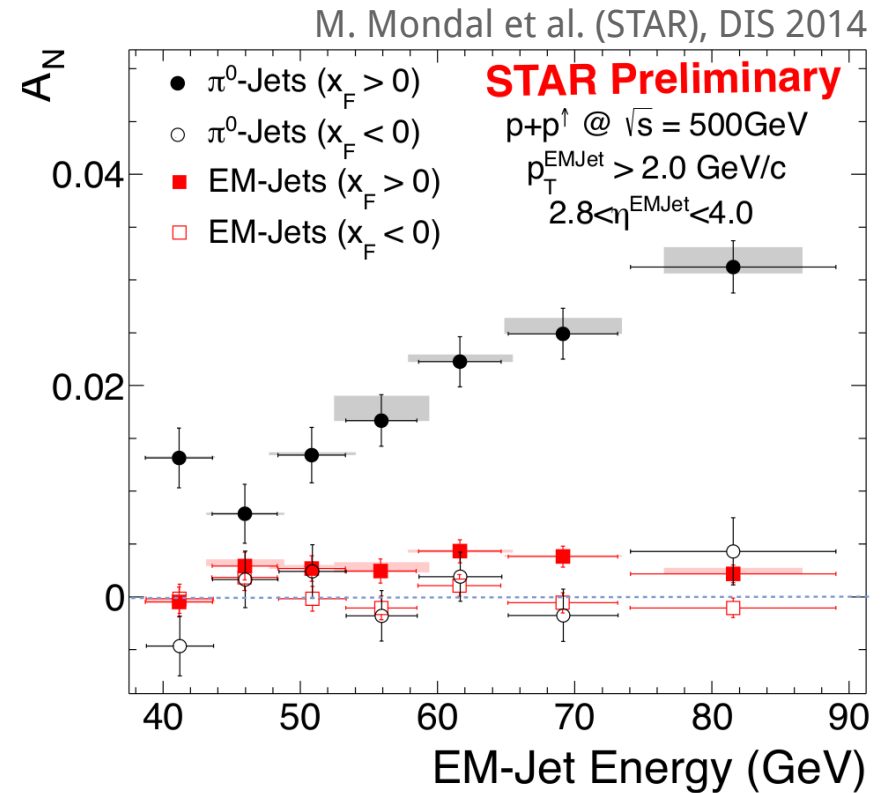 M. Mondal et al. (STAR), DIS 2014
A_N
π⁰-Jets (x_F > 0)
π⁰-Jets (x_F < 0)
EM-Jets (x_F > 0)
EM-Jets (x_F < 0)
STAR Preliminary
p+p↑ @ √s = 500GeV
p_T^EMJet > 2.0 GeV/c
2.8<η^EMJet<4.0
0.04
0.02
0
40 50 60 70 80 90
EM-Jet Energy (GeV)